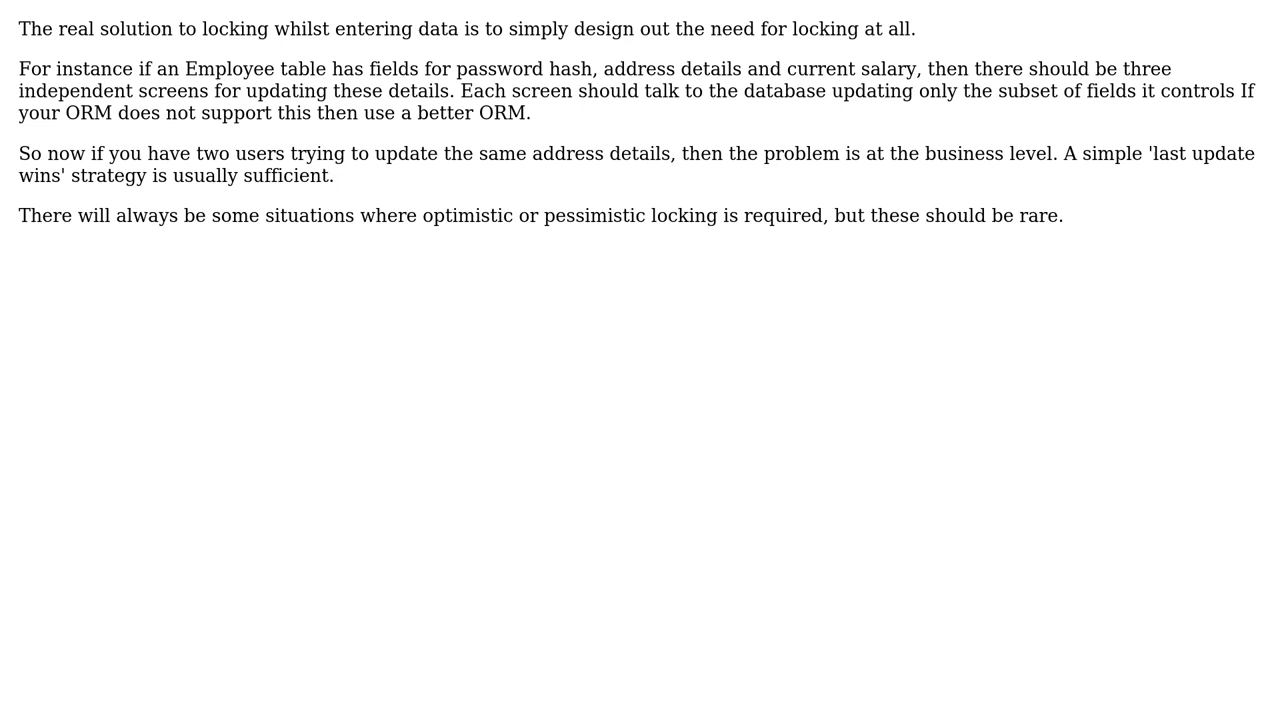 The real solution to locking whilst entering data is to simply design out the need for locking at all.
For instance if an Employee table has fields for password hash, address details and current salary, then there should be three
independent screens for updating these details. Each screen should talk to the database updating only the subset of fields it controls If
your ORM does not support this then use a better ORM.
So now if you have two users trying to update the same address details, then the problem is at the business level. A simple 'last update
wins' strategy is usually sufficient.
There will always be some situations where optimistic or pessimistic locking is required, but these should be rare.